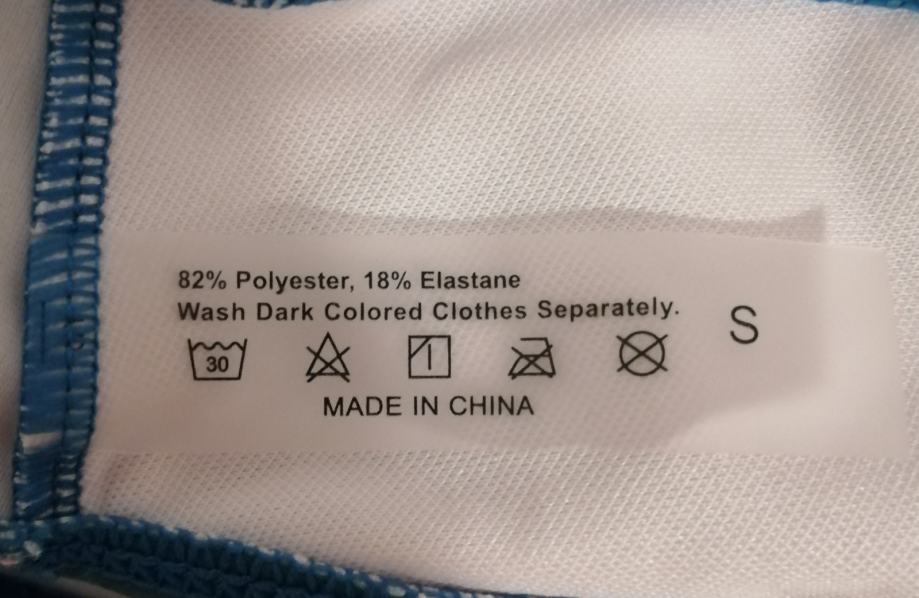 82% Polyester, 18% Elastane
Wash Dark Colored Clothes Separately.
S
30
MADE IN CHINA